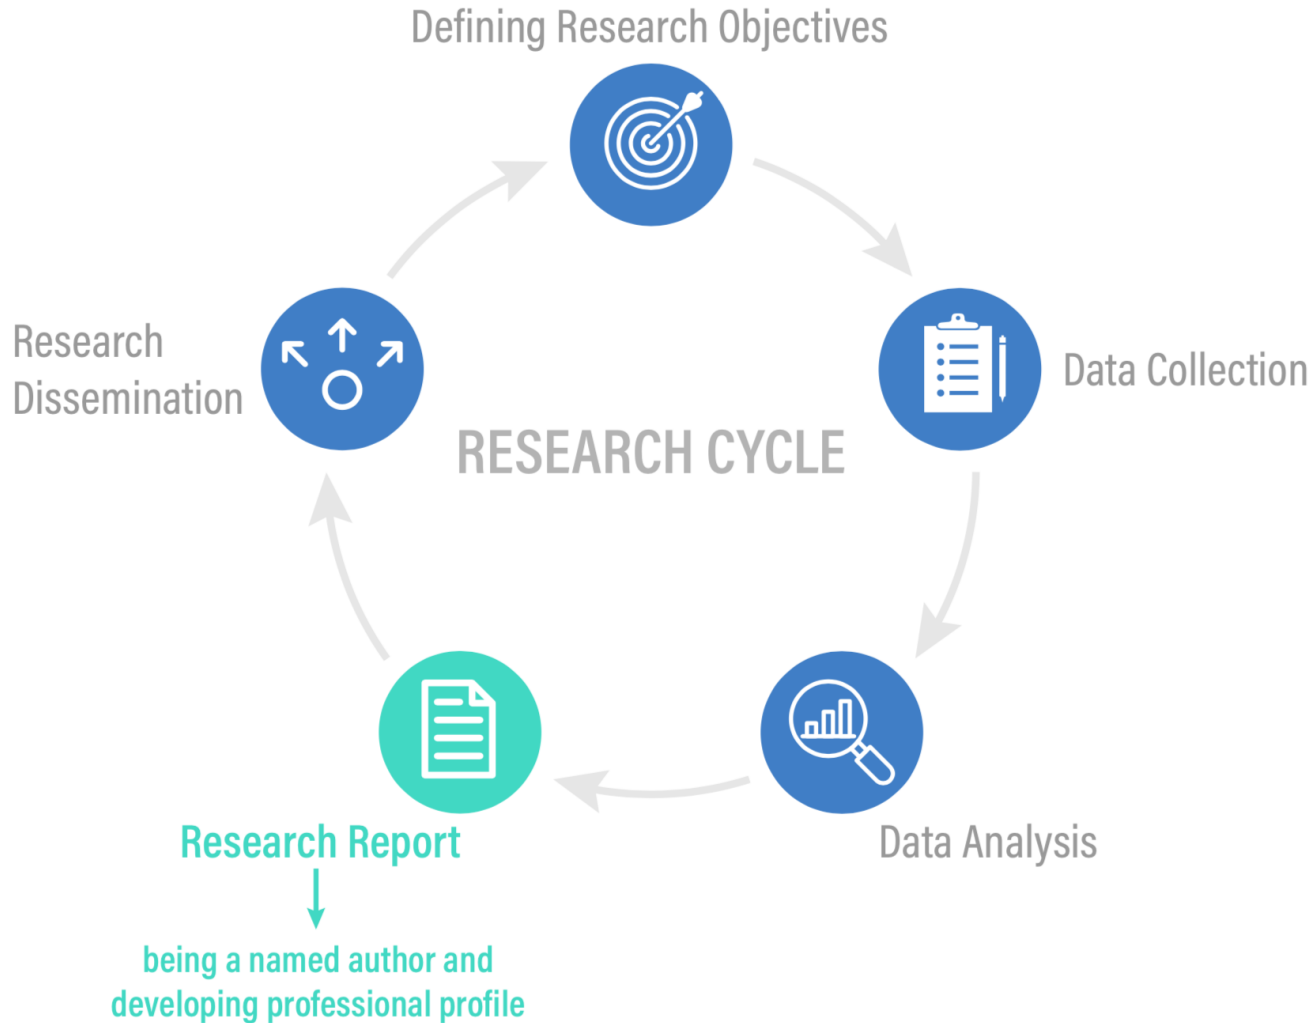 Defining Research Objectives
Research
Dissemination
Data Collection
RESEARCH CYCLE
Research Report
Data Analysis
being a named author and
developing professional profile